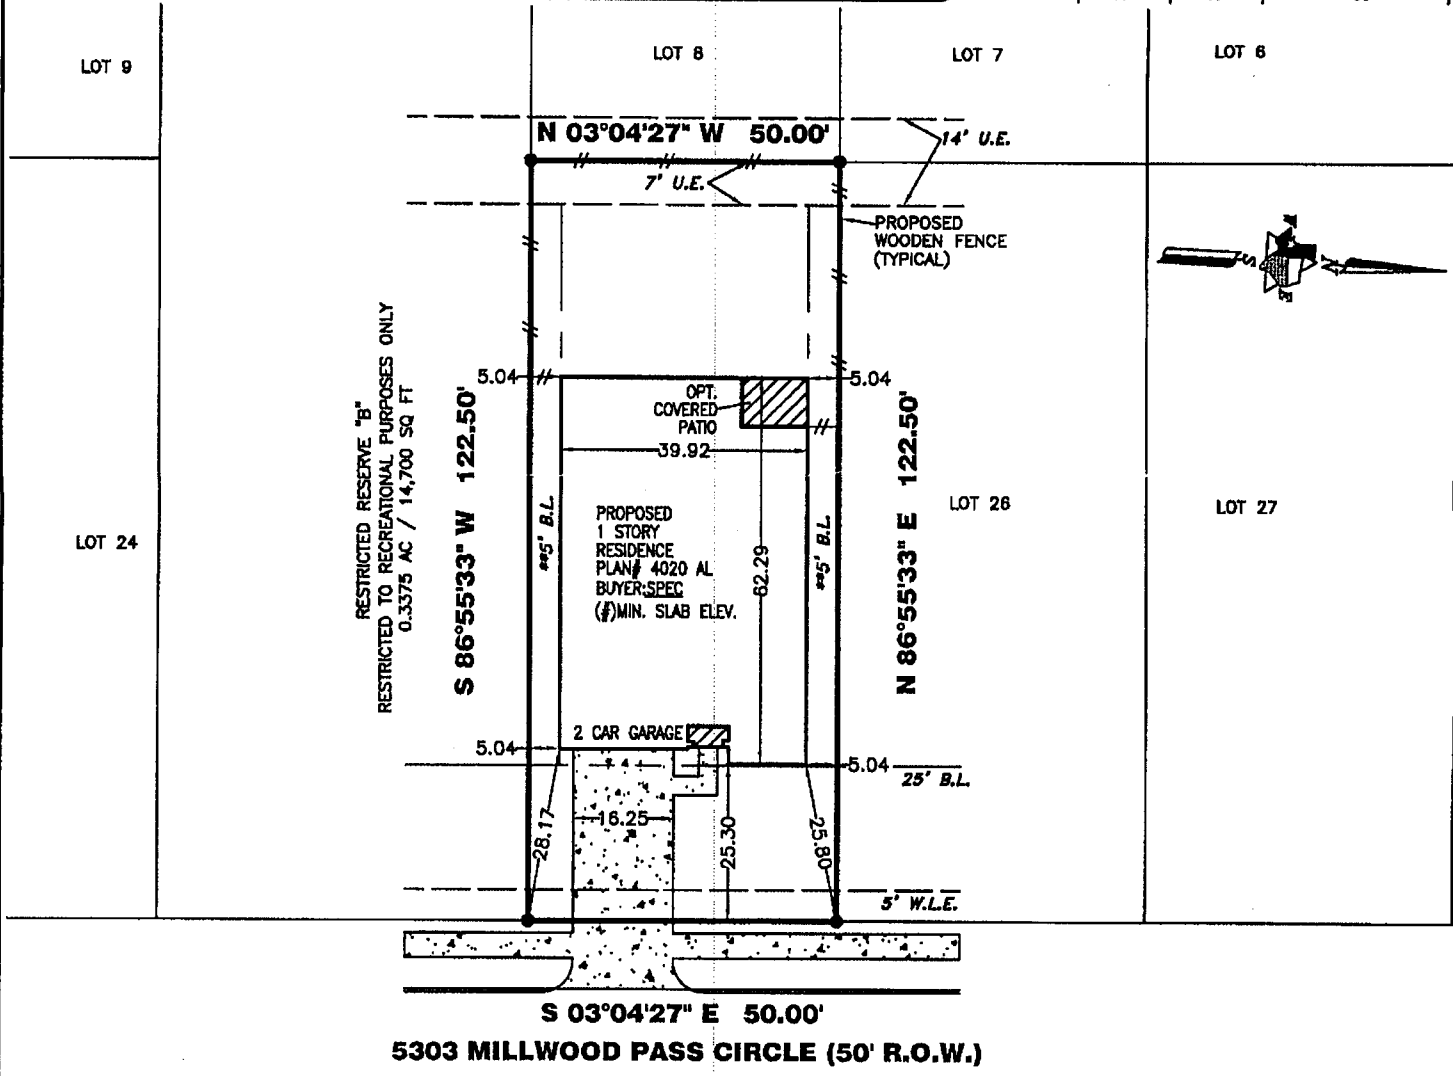 LOT 9
LOT 8
LOT 7
LOT 6
N 03°04'27" W 50.00'
14' U.E.
7' U.E.
PROPOSED
WOODEN FENCE
(TYPICAL)
S
N
W
E
RESTRICTED RESERVE "B"
RESTRICTED TO RECREATIONAL PURPOSES ONLY
0.3375 AC / 14,700 SQ FT
5.04
5.04
OPT.
COVERED
PATIO
39.92
S 86°55'33" W 122.50'
N 86°55'33" E 122.50'
LOT 24
LOT 26
LOT 27
**5' B.L.
**5' B.L.
PROPOSED
1 STORY
RESIDENCE
PLAN# 4020 AL
BUYER:SPEC
(#)MIN. SLAB ELEV.
62.29
2 CAR GARAGE
5.04
5.04
25' B.L.
28.17
16.25
25.30
25.80
5' W.L.E.
S 03°04'27" E 50.00'
5303 MILLWOOD PASS CIRCLE (50' R.O.W.)